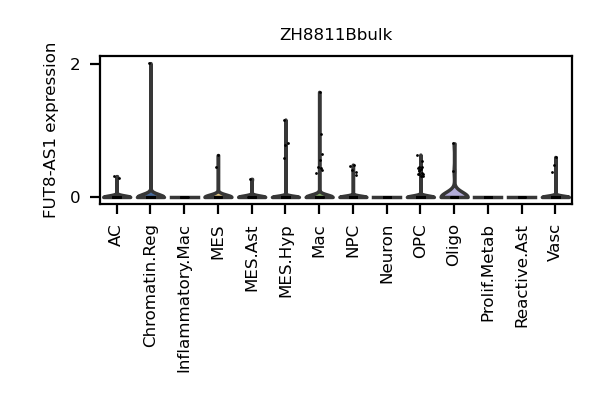 ZH8811Bbulk
FUT8-AS1 expression
2
0
AC
Chromatin.Reg
Inflammatory.Mac
MES
MES.Ast
MES.Hyp
Mac
NPC
Neuron
OPC
Oligo
Prolif.Metab
Reactive.Ast
Vasc